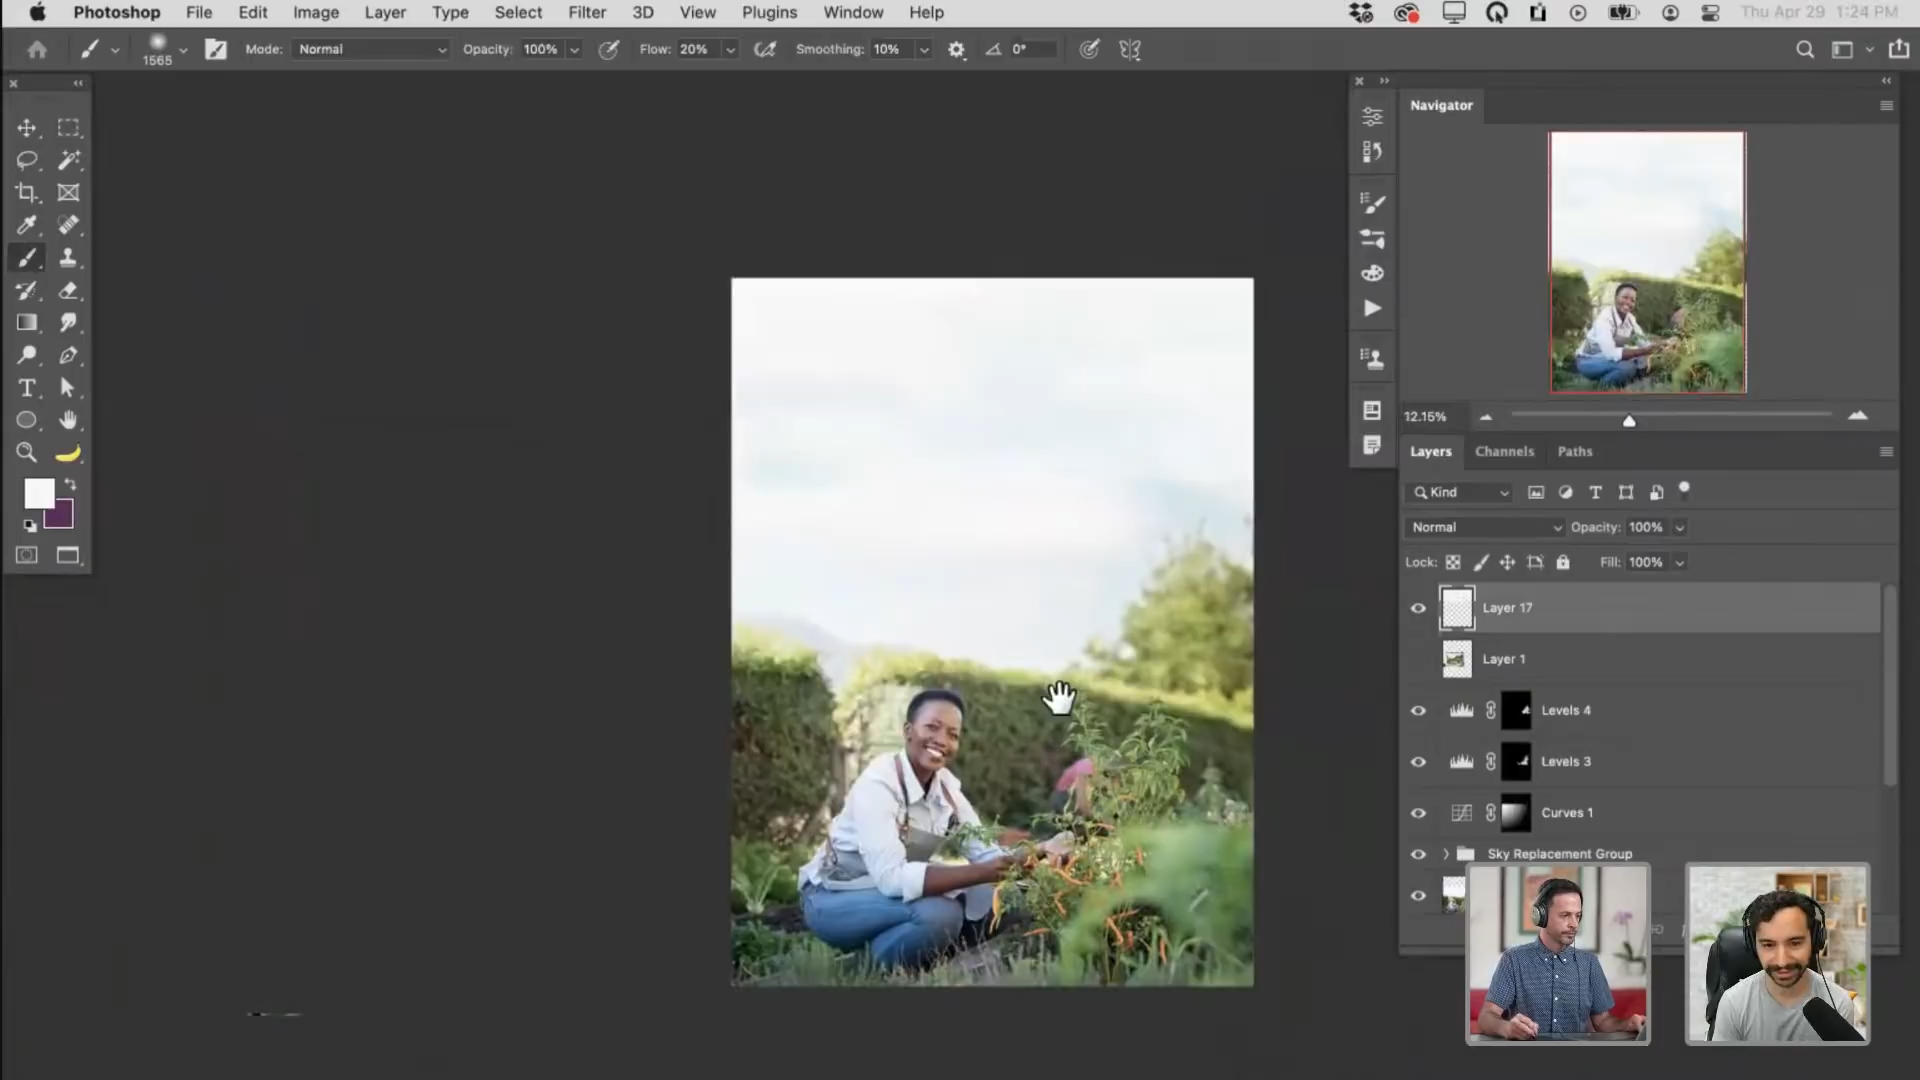 Photoshop File Edit Image Layer Type Select Filter 3D View Plugins Window Help Thu Apr 29 1:24 PM
1565 Mode: Normal Opacity: 100% Flow: 20% Smoothing: 10% 0°
Navigator
12.15%
Layers Channels Paths
Kind
Normal Opacity: 100%
Lock: Fill: 100%
Layer 17
Layer 1
Levels 4
Levels 3
Curves 1
Sky Replacement Group